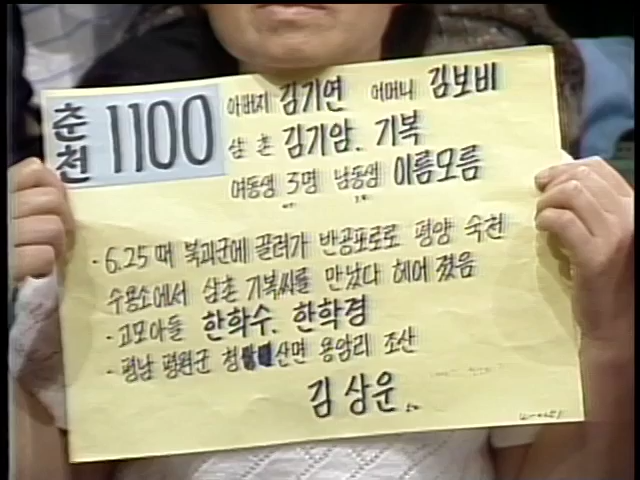 춘천 1100
아버지 김기연 어머니 김보비
삼촌 김기암. 기복
여동생 3명 남동생 이름모름
· 6.25 때 북괴군에 끌려가 반공포로로 평양 숙천
수용소에서 삼촌 기복씨를 만났다 헤어졌음
· 고모아들 한학수. 한학경
· 평남 평원군 청산면 용암리 조산
김상운